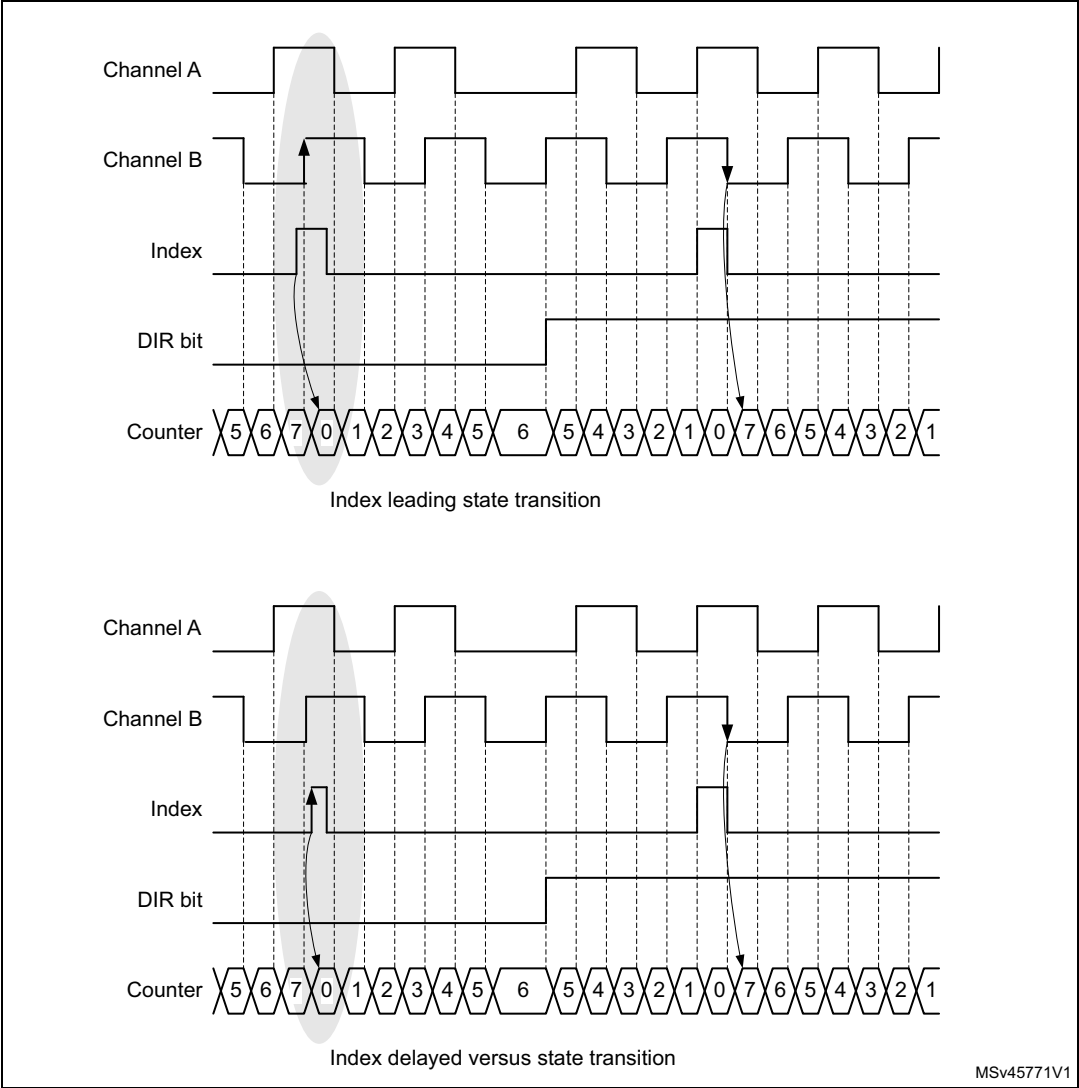 Channel A
Channel B
Index
DIR bit
Counter 5 6 7 0 1 2 3 4 5 6 5 4 3 2 1 0 7 6 5 4 3 2 1
Index leading state transition
Channel A
Channel B
Index
DIR bit
Counter 5 6 7 0 1 2 3 4 5 6 5 4 3 2 1 0 7 6 5 4 3 2 1
Index delayed versus state transition
MSv45771V1